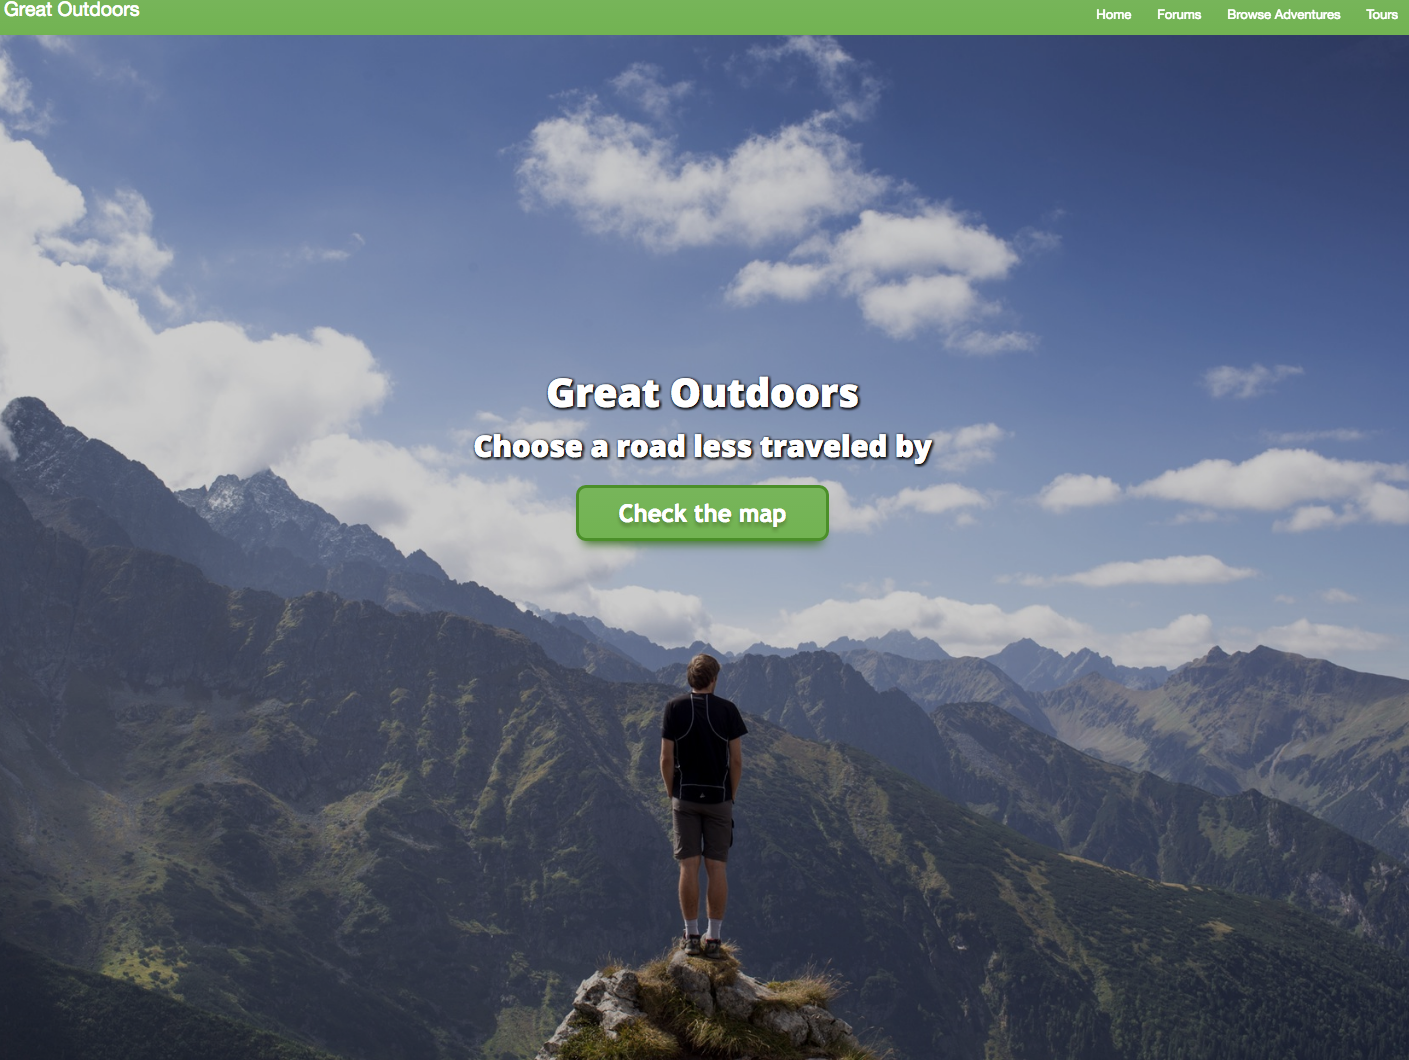 Great Outdoors
Home Forums Browse Adventures Tours
Great Outdoors
Choose a road less traveled by
Check the map